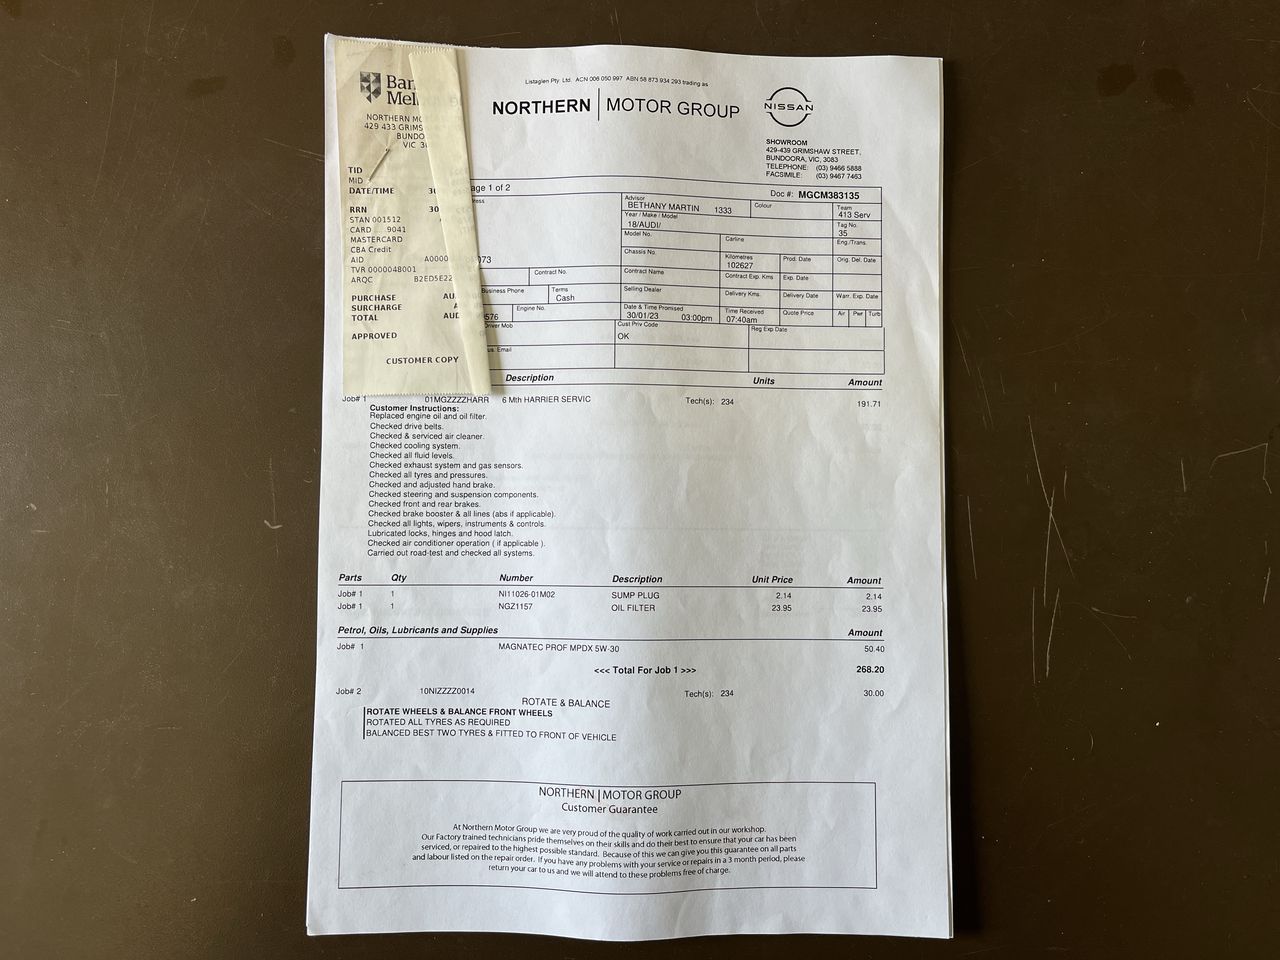 Listaglen Pty. Ltd. ACN 006 050 997 ABN 58 873 934 293 trading as
NORTHERN MOTOR GROUP
NISSAN
SHOWROOM
429-439 GRIMSHAW STREET,
BUNDOORA, VIC, 3083
TELEPHONE: (03) 9466 5888
FACSIMILE: (03) 9467 7463
NORTHERN
429 433 GRIMS
VIC
TID
MID
DATE/TIME 30
RRN 30
STAN 001512
CARD ....9041
MASTERCARD
CBA Credit
AID A0000
TVR 0000048001
ARQC B2ED5E22
PURCHASE
SURCHARGE
TOTAL AUD
APPROVED
CUSTOMER COPY
1 of 2
Doc #: MGCM383135
Advisor
BETHANY MARTIN 1333
Colour
Team
413 Serv
Year / Make / Model
18/AUDI/
Tag No.
35
Model No.
Carline
Eng./Trans.
Chassis No.
Kilometres
102627
Prod. Date
Orig. Del. Date
Contract No.
Contract Name
Contract Exp. Kms
Exp. Date
Business Phone
Terms
Cash
Selling Dealer
Delivery Kms.
Delivery Date
Warr. Exp. Date
Engine No.
Date & Time Promised
30/01/23 03:00pm
Time Received
07:40am
Quote Price
Air Pwr Turb
Driver Mob
Cust Priv Code
OK
Reg Exp Date
Email
Description Units Amount
Job# 1 01MGZZZZHARR 6 Mth HARRIER SERVIC Tech(s): 234 191.71
Customer Instructions:
Replaced engine oil and oil filter.
Checked drive belts.
Checked & serviced air cleaner.
Checked cooling system.
Checked all fluid levels.
Checked exhaust system and gas sensors.
Checked all tyres and pressures.
Checked and adjusted hand brake.
Checked steering and suspension components.
Checked front and rear brakes.
Checked brake booster & all lines (abs if applicable).
Checked all lights, wipers, instruments & controls.
Lubricated locks, hinges and hood latch.
Checked air conditioner operation ( if applicable ).
Carried out road-test and checked all systems.
Parts Qty Number Description Unit Price Amount
Job# 1 1 NI11026-01M02 SUMP PLUG 2.14 2.14
Job# 1 1 NGZ1157 OIL FILTER 23.95 23.95
Petrol, Oils, Lubricants and Supplies Amount
Job# 1 MAGNATEC PROF MPDX 5W-30 50.40
<<< Total For Job 1 >>> 268.20
Job# 2 10NIZZZZ0014 Tech(s): 234 30.00
ROTATE & BALANCE
ROTATE WHEELS & BALANCE FRONT WHEELS
ROTATED ALL TYRES AS REQUIRED
BALANCED BEST TWO TYRES & FITTED TO FRONT OF VEHICLE
NORTHERN | MOTOR GROUP
Customer Guarantee
At Northern Motor Group we are very proud of the quality of work carried out in our workshop.
Our Factory trained technicians pride themselves on their skills and do their best to ensure that your car has been
serviced, or repaired to the highest possible standard. Because of this we can give you this guarantee on all parts
and labour listed on the repair order. If you have any problems with your service or repairs in a 3 month period, please
return your car to us and we will attend to these problems free of charge.